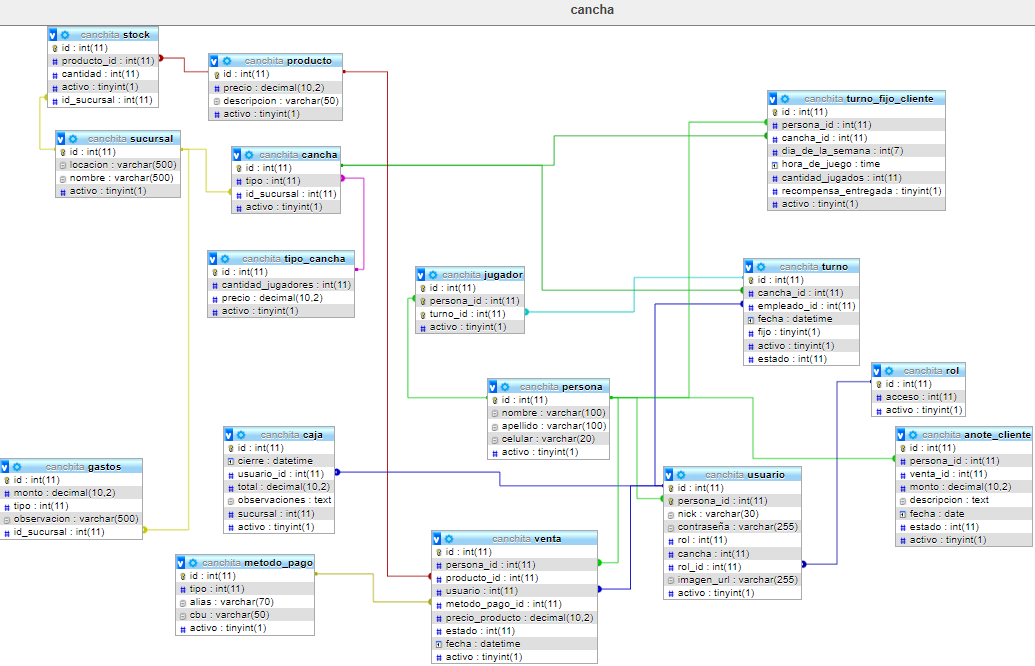 cancha
canchita stock
id : int(11)
producto_id : int(11)
cantidad : int(11)
activo : tinyint(1)
id_sucursal : int(11)
canchita producto
id : int(11)
precio : decimal(10,2)
descripcion : varchar(50)
activo : tinyint(1)
canchita turno_fijo_cliente
id : int(11)
persona_id : int(11)
cancha_id : int(11)
dia_de_la_semana : int(7)
hora_de_juego : time
cantidad_jugados : int(11)
recompensa_entregada : tinyint(1)
activo : tinyint(1)
canchita sucursal
id : int(11)
locacion : varchar(500)
nombre : varchar(500)
activo : tinyint(1)
canchita cancha
id : int(11)
tipo : int(11)
id_sucursal : int(11)
activo : tinyint(1)
canchita tipo_cancha
id : int(11)
cantidad_jugadores : int(11)
precio : decimal(10,2)
activo : tinyint(1)
canchita jugador
id : int(11)
persona_id : int(11)
turno_id : int(11)
activo : tinyint(1)
canchita turno
id : int(11)
cancha_id : int(11)
empleado_id : int(11)
fecha : datetime
fijo : tinyint(1)
activo : tinyint(1)
estado : int(11)
canchita rol
id : int(11)
acceso : int(11)
activo : tinyint(1)
canchita persona
id : int(11)
nombre : varchar(100)
apellido : varchar(100)
celular : varchar(20)
activo : tinyint(1)
canchita caja
id : int(11)
cierre : datetime
usuario_id : int(11)
total : decimal(10,2)
observaciones : text
sucursal : int(11)
activo : tinyint(1)
canchita anote_cliente
id : int(11)
persona_id : int(11)
venta_id : int(11)
monto : decimal(10,2)
descripcion : text
fecha : date
estado : int(11)
activo : tinyint(1)
canchita gastos
id : int(11)
monto : decimal(10,2)
tipo : int(11)
observacion : varchar(500)
id_sucursal : int(11)
canchita usuario
id : int(11)
persona_id : int(11)
nick : varchar(30)
contraseña : varchar(255)
rol : int(11)
cancha : int(11)
rol_id : int(11)
imagen_url : varchar(255)
activo : tinyint(1)
canchita venta
id : int(11)
persona_id : int(11)
producto_id : int(11)
usuario : int(11)
metodo_pago_id : int(11)
precio_producto : decimal(10,2)
estado : int(11)
fecha : datetime
activo : tinyint(1)
canchita metodo_pago
id : int(11)
tipo : int(11)
alias : varchar(70)
cbu : varchar(50)
activo : tinyint(1)